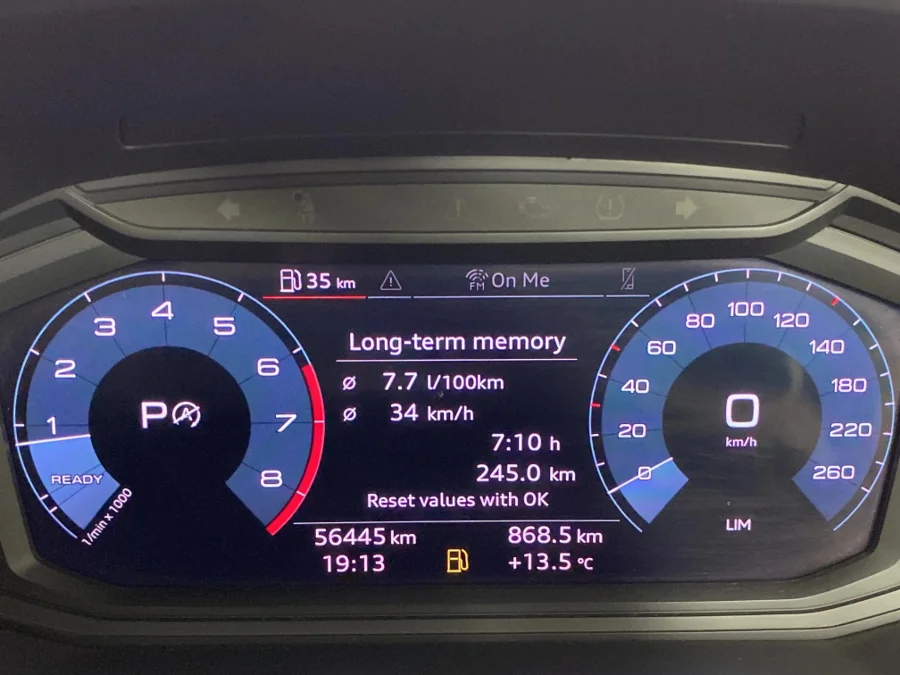 35 km
FM On Me
1
2
3
4
5
6
7
8
READY
1/min x 1000
P A
Long-term memory
ø 7.7 l/100km
ø 34 km/h
7:10 h
245.0 km
Reset values with OK
56445 km 868.5 km
19:13 +13.5 °C
0
20
40
60
80
100
120
140
180
220
260
0
km/h
LIM